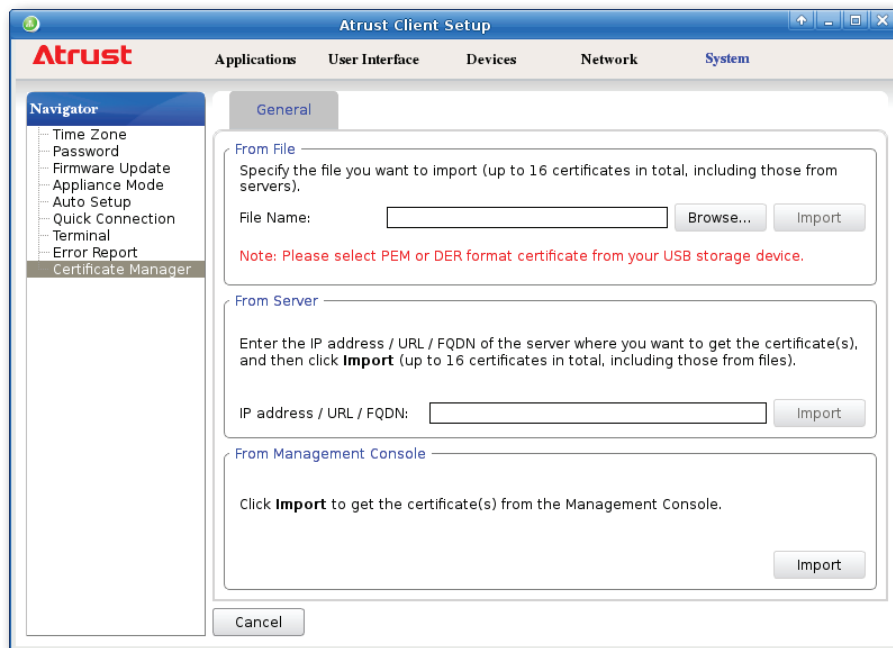 Atrust Client Setup
Atrust
Applications User Interface Devices Network System
Navigator
Time Zone
Password
Firmware Update
Appliance Mode
Auto Setup
Quick Connection
Terminal
Error Report
Certificate Manager
General
From File
Specify the file you want to import (up to 16 certificates in total, including those from
servers).
File Name: Browse... Import
Note: Please select PEM or DER format certificate from your USB storage device.
From Server
Enter the IP address / URL / FQDN of the server where you want to get the certificate(s),
and then click Import (up to 16 certificates in total, including those from files).
IP address / URL / FQDN: Import
From Management Console
Click Import to get the certificate(s) from the Management Console.
Import
Cancel